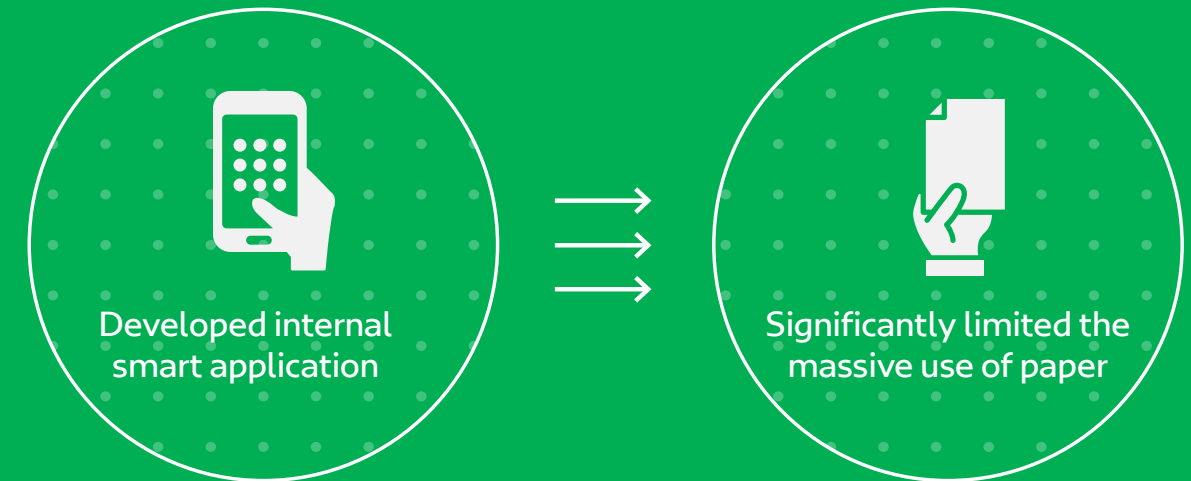 Developed internal
smart application
Significantly limited the
massive use of paper